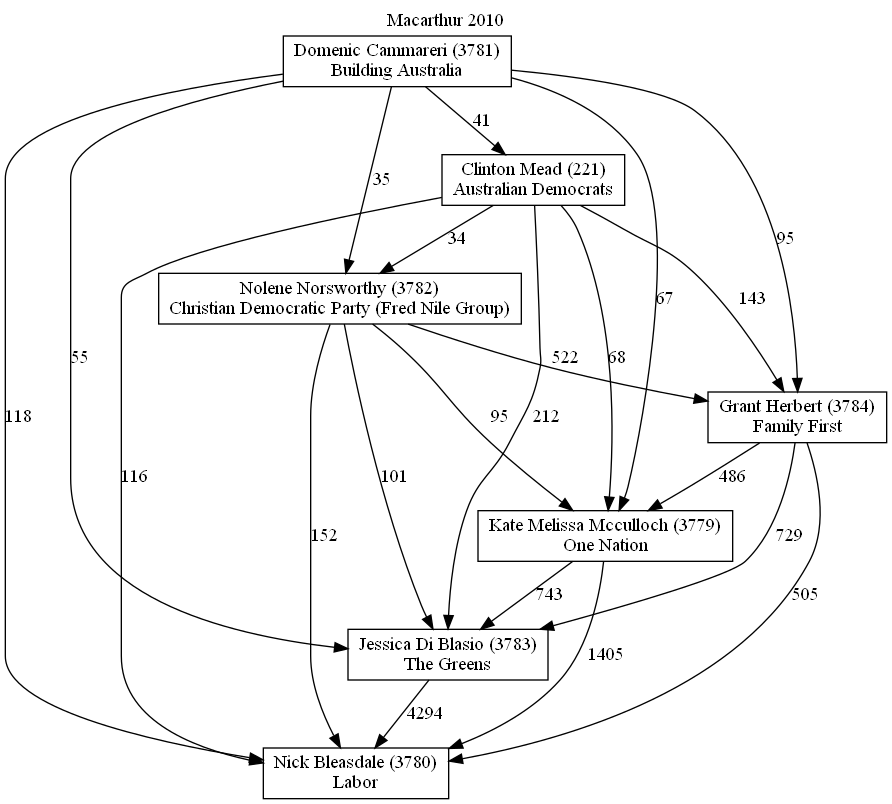 Macarthur 2010
Domenic Cammareri (3781)
Building Australia
41
Clinton Mead (221)
Australian Democrats
35
34
95
Nolene Norsworthy (3782)
Christian Democratic Party (Fred Nile Group)
67
143
55
522
68
Grant Herbert (3784)
Family First
118
95
212
116
101
486
Kate Melissa Mcculloch (3779)
One Nation
152
729
743
505
Jessica Di Blasio (3783)
The Greens
1405
4294
Nick Bleasdale (3780)
Labor